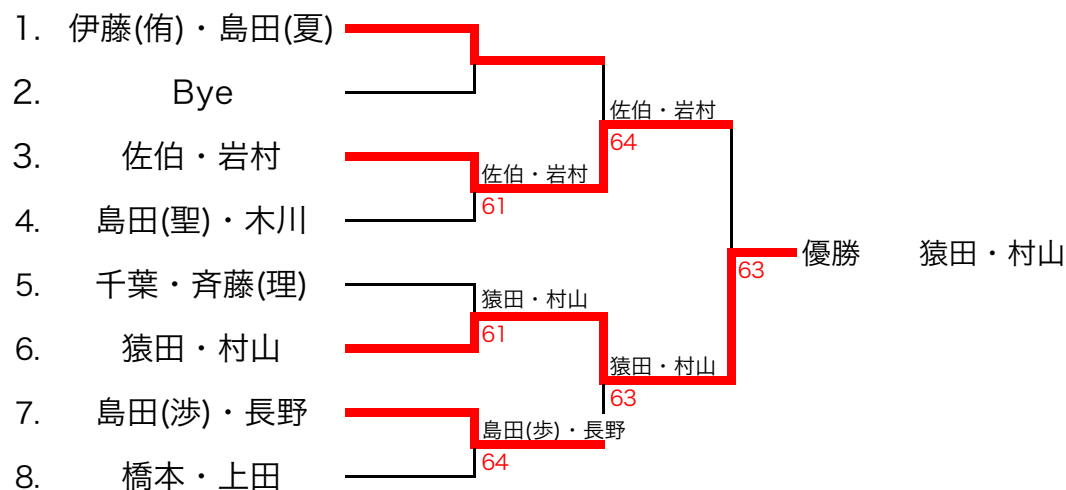 1. 伊藤(侑)・島田(夏)
2. Bye
3. 佐伯・岩村
4. 島田(聖)・木川
5. 千葉・斉藤(理)
6. 猿田・村山
7. 島田(渉)・長野
8. 橋本・上田
佐伯・岩村
61
猿田・村山
61
島田(歩)・長野
64
佐伯・岩村
64
猿田・村山
63
優勝 猿田・村山
63